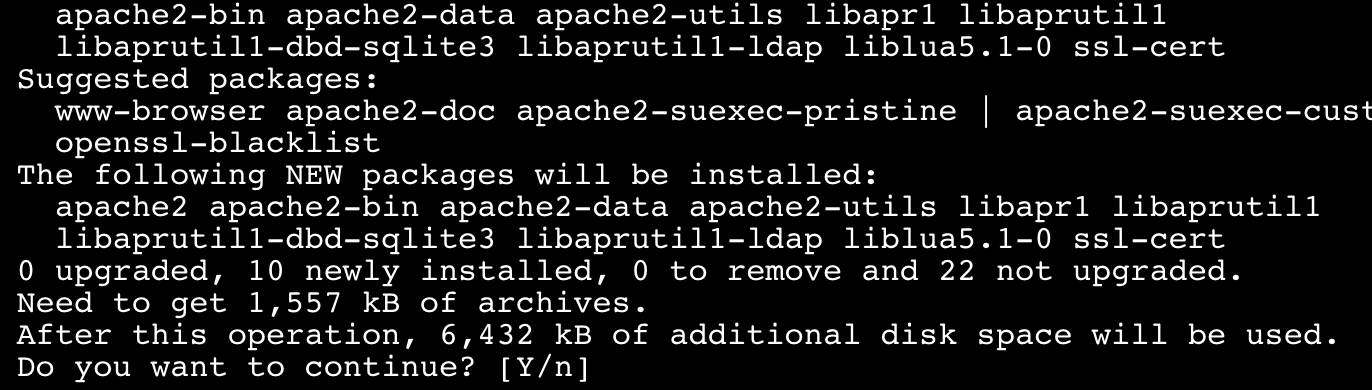 apache2-bin apache2-data apache2-utils libapr1 libaprutil1
libaprutil1-dbd-sqlite3 libaprutil1-ldap liblua5.1-0 ssl-cert
Suggested packages:
www-browser apache2-doc apache2-suexec-pristine | apache2-suexec-cust
openssl-blacklist
The following NEW packages will be installed:
apache2 apache2-bin apache2-data apache2-utils libapr1 libaprutil1
libaprutil1-dbd-sqlite3 libaprutil1-ldap liblua5.1-0 ssl-cert
0 upgraded, 10 newly installed, 0 to remove and 22 not upgraded.
Need to get 1,557 kB of archives.
After this operation, 6,432 kB of additional disk space will be used.
Do you want to continue? [Y/n]